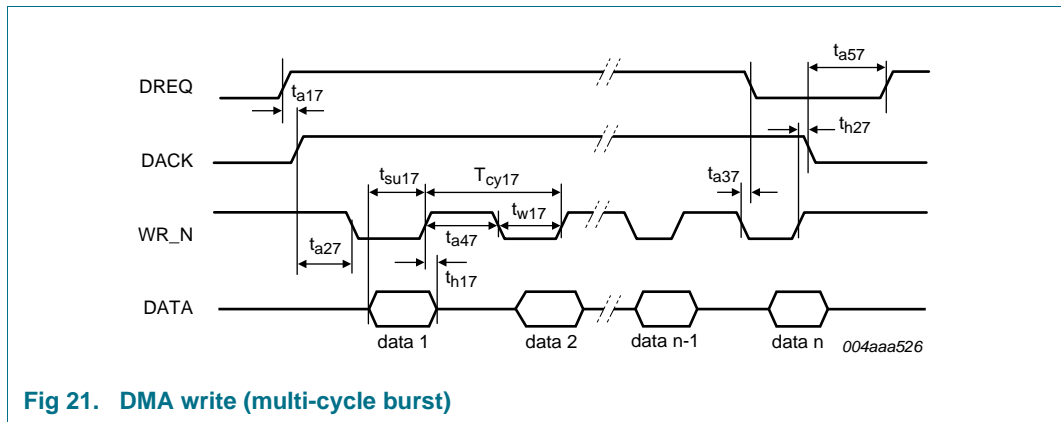 DREQ
t_a17
t_a57
DACK
t_h27
t_su17
T_cy17
t_a37
WR_N
t_w17
t_a27
t_a47
t_h17
DATA
data 1
data 2
data n-1
data n
004aaa526
Fig 21. DMA write (multi-cycle burst)